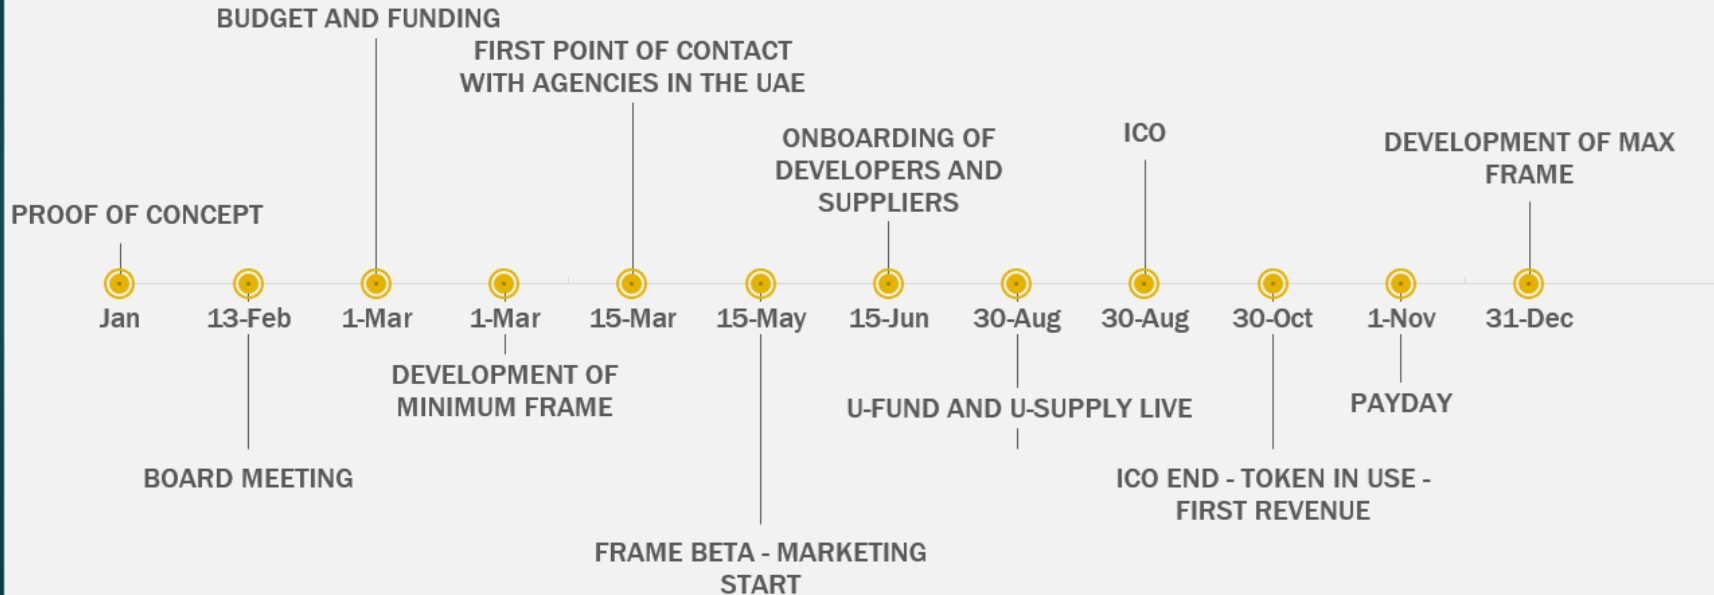 BUDGET AND FUNDING
FIRST POINT OF CONTACT
WITH AGENCIES IN THE UAE
ONBOARDING OF
DEVELOPERS AND
SUPPLIERS
ICO
DEVELOPMENT OF MAX
FRAME
PROOF OF CONCEPT
Jan 13-Feb 1-Mar 1-Mar 15-Mar 15-May 15-Jun 30-Aug 30-Aug 30-Oct 1-Nov 31-Dec
DEVELOPMENT OF
MINIMUM FRAME
U-FUND AND U-SUPPLY LIVE
PAYDAY
BOARD MEETING
ICO END - TOKEN IN USE -
FIRST REVENUE
FRAME BETA - MARKETING
START